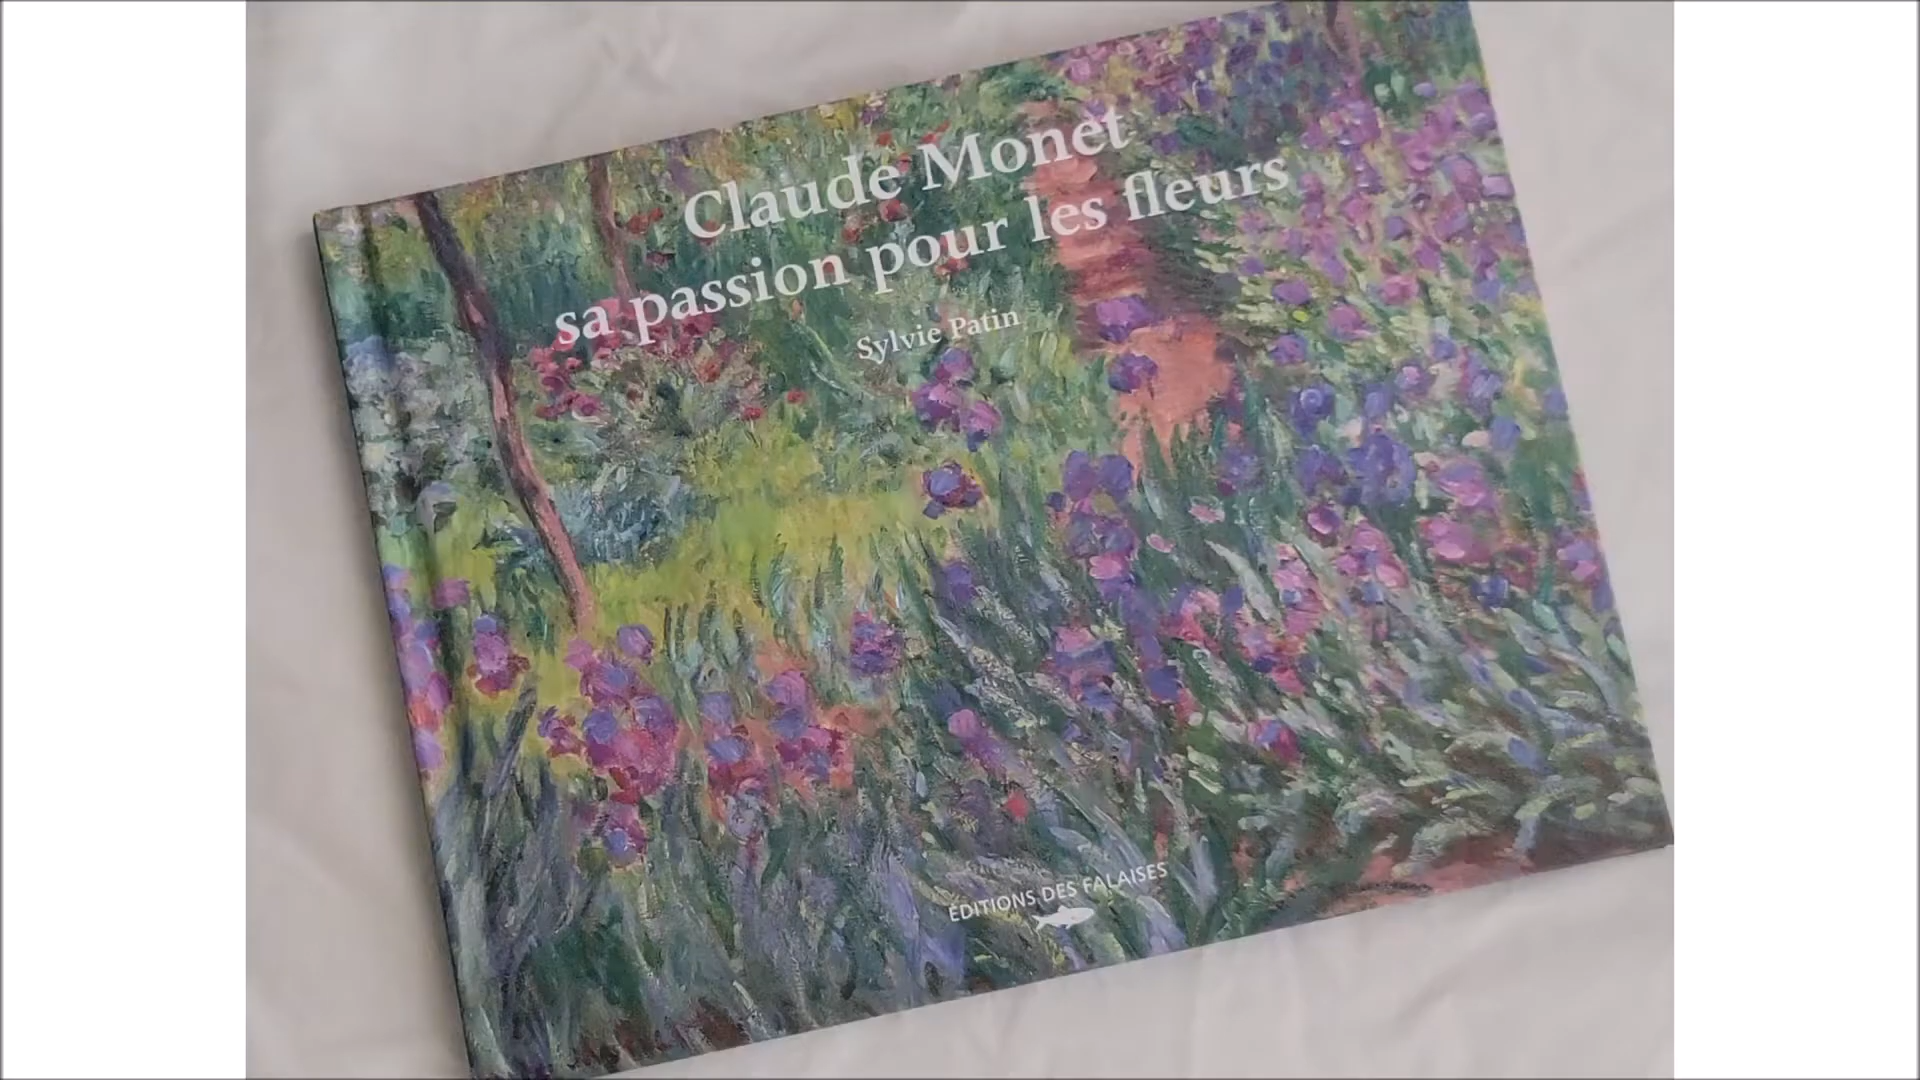 Claude Monet
sa passion pour les fleurs
Sylvie Patin
ÉDITIONS DES FALAISES